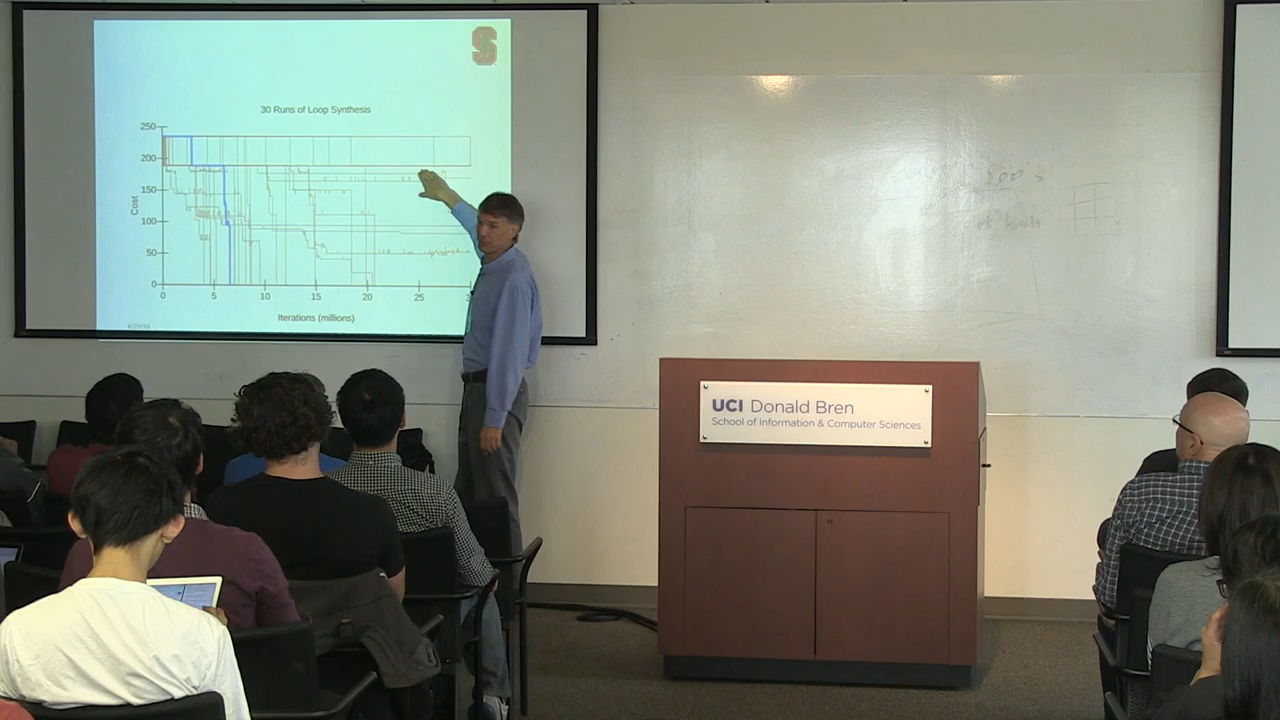 S
30 Runs of Loop Synthesis
250
200
150
100
50
0
Cost
0 5 10 15 20 25
Iterations (millions)
UCI Donald Bren
School of Information & Computer Sciences